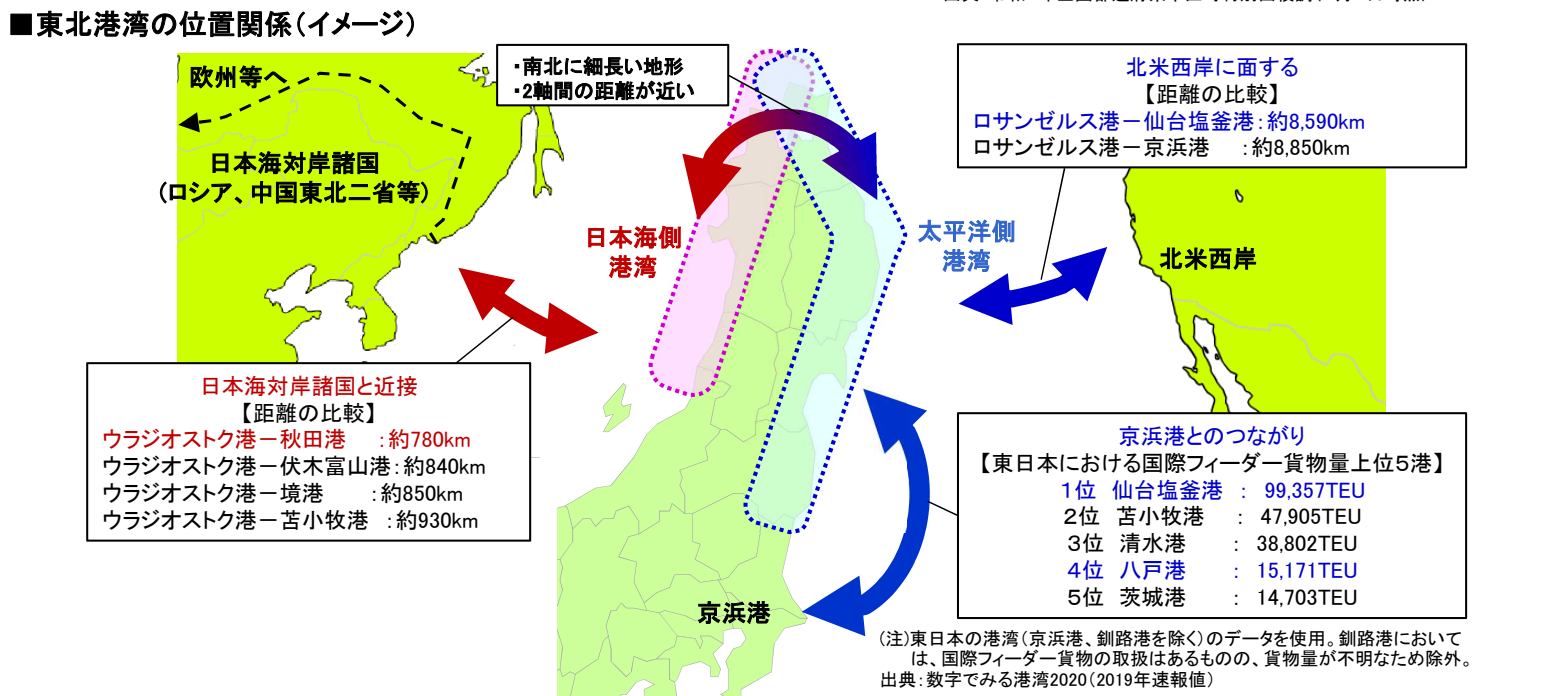 ■東北港湾の位置関係(イメージ)
欧州等へ
日本海対岸諸国
(ロシア、中国東北二省等)
・南北に細長い地形
・2軸間の距離が近い
北米西岸に面する
【距離の比較】
ロサンゼルス港-仙台塩釜港:約8,590km
ロサンゼルス港-京浜港 :約8,850km
日本海側
港湾
太平洋側
港湾
北米西岸
日本海対岸諸国と近接
【距離の比較】
ウラジオストク港-秋田港 :約780km
ウラジオストク港-伏木富山港:約840km
ウラジオストク港-境港 :約850km
ウラジオストク港-苫小牧港 :約930km
京浜港とのつながり
【東日本における国際フィーダー貨物量上位5港】
1位 仙台塩釜港 : 99,357TEU
2位 苫小牧港 : 47,905TEU
3位 清水港 : 38,802TEU
4位 八戸港 : 15,171TEU
5位 茨城港 : 14,703TEU
京浜港
(注)東日本の港湾(京浜港、釧路港を除く)のデータを使用。釧路港において
は、国際フィーダー貨物の取扱はあるものの、貨物量が不明なため除外。
出典:数字でみる港湾2020(2019年速報値)